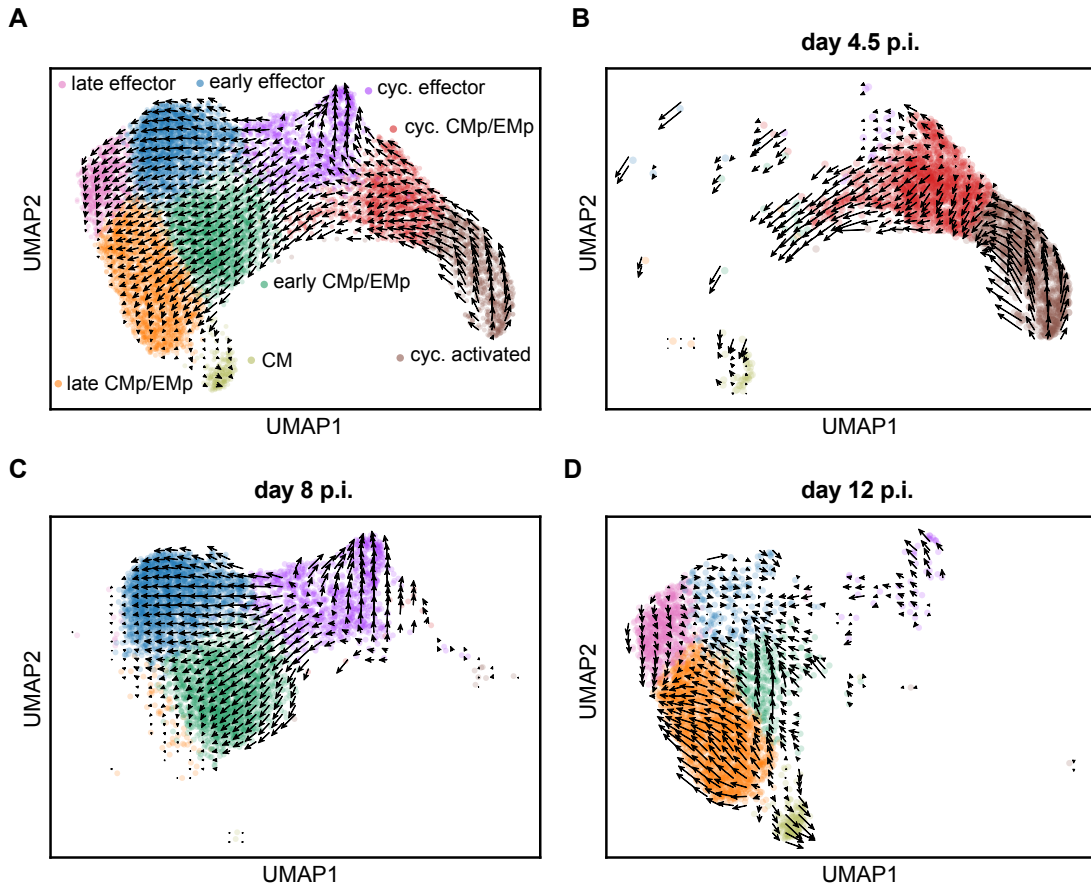 A
late effector
early effector
cyc. effector
cyc. CMp/EMp
early CMp/EMp
CM
cyc. activated
late CMp/EMp
UMAP2
UMAP1
B
day 4.5 p.i.
UMAP2
UMAP1
C
day 8 p.i.
UMAP2
UMAP1
D
day 12 p.i.
UMAP2
UMAP1